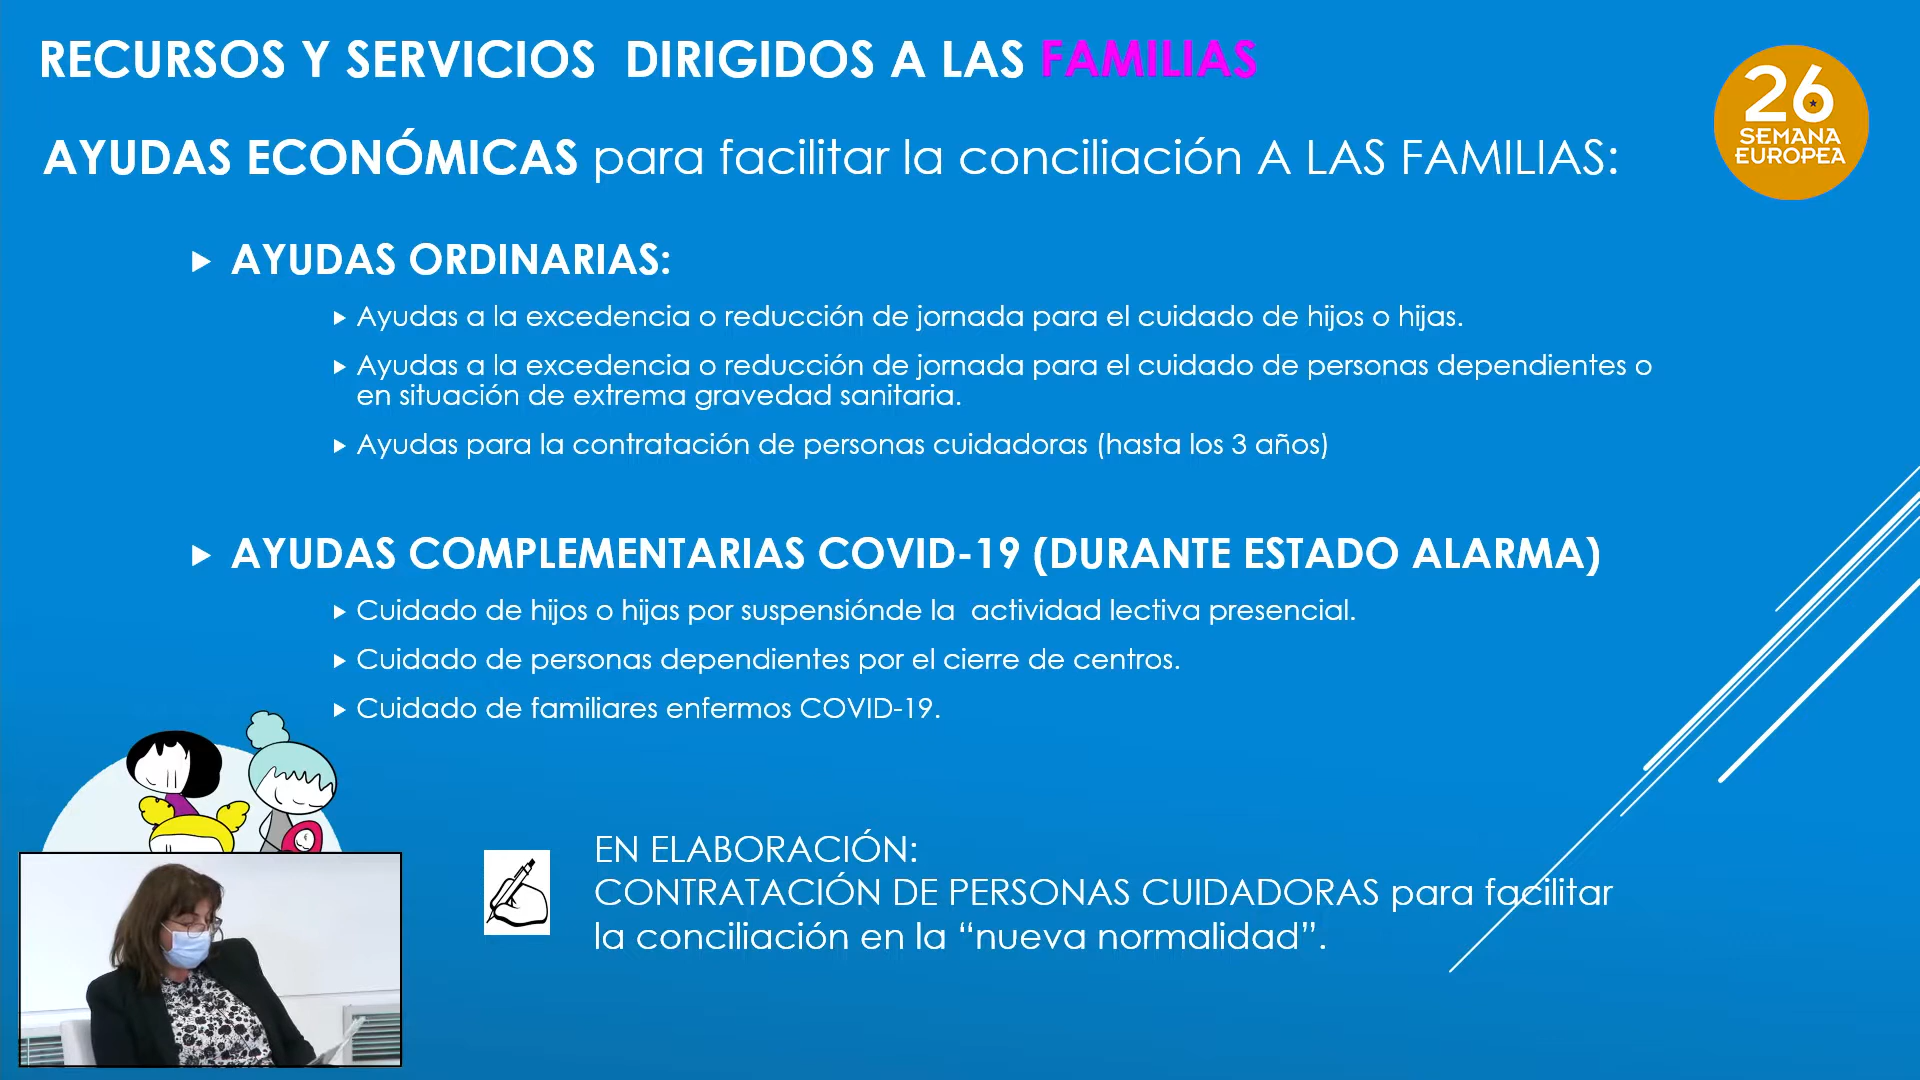 RECURSOS Y SERVICIOS DIRIGIDOS A LAS FAMILIAS
26
SEMANA
EUROPEA
AYUDAS ECONÓMICAS para facilitar la conciliación A LAS FAMILIAS:
AYUDAS ORDINARIAS:
Ayudas a la excedencia o reducción de jornada para el cuidado de hijos o hijas.
Ayudas a la excedencia o reducción de jornada para el cuidado de personas dependientes o
en situación de extrema gravedad sanitaria.
Ayudas para la contratación de personas cuidadoras (hasta los 3 años)
AYUDAS COMPLEMENTARIAS COVID-19 (DURANTE ESTADO ALARMA)
Cuidado de hijos o hijas por suspensiónde la actividad lectiva presencial.
Cuidado de personas dependientes por el cierre de centros.
Cuidado de familiares enfermos COVID-19.
EN ELABORACIÓN:
CONTRATACIÓN DE PERSONAS CUIDADORAS para facilitar
la conciliación en la “nueva normalidad”.